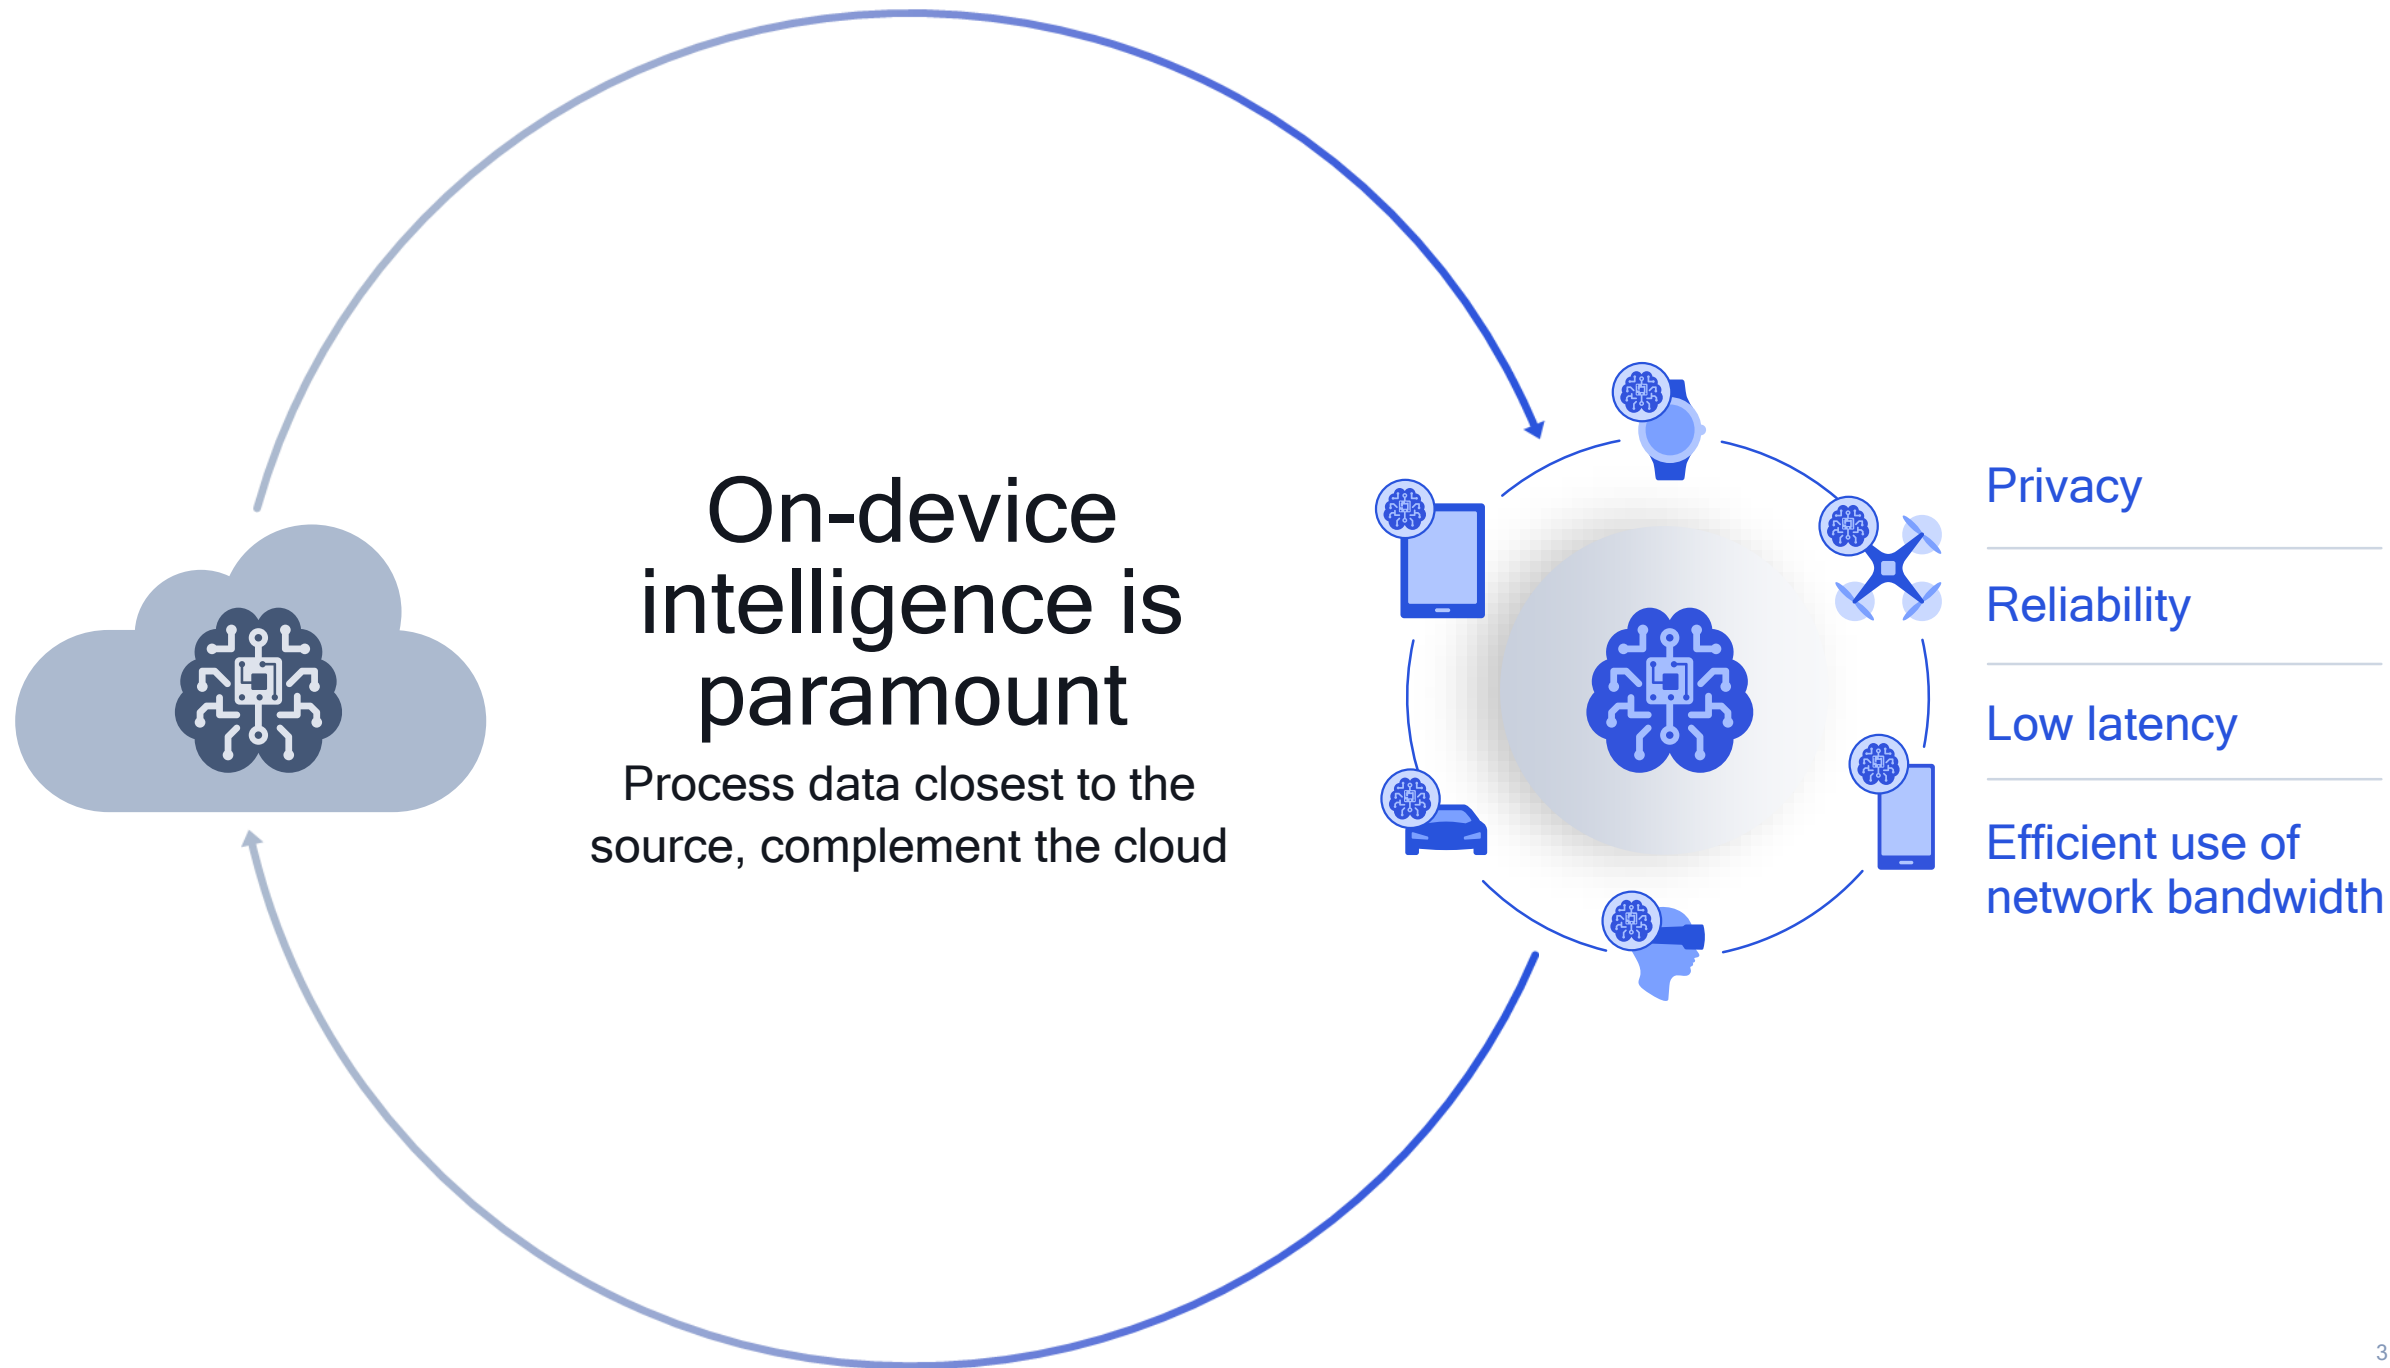 On-device
intelligence is
paramount
Process data closest to the
source, complement the cloud
Privacy
Reliability
Low latency
Efficient use of
network bandwidth
3